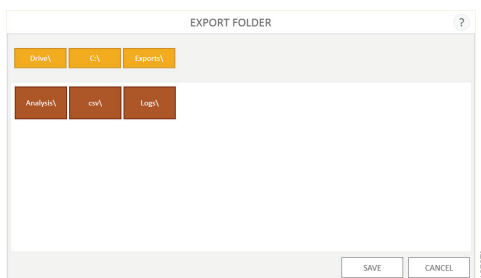 EXPORT FOLDER ?
Drive\ C:\ Exports\
Analysis\ csv\ Logs\
SAVE CANCEL